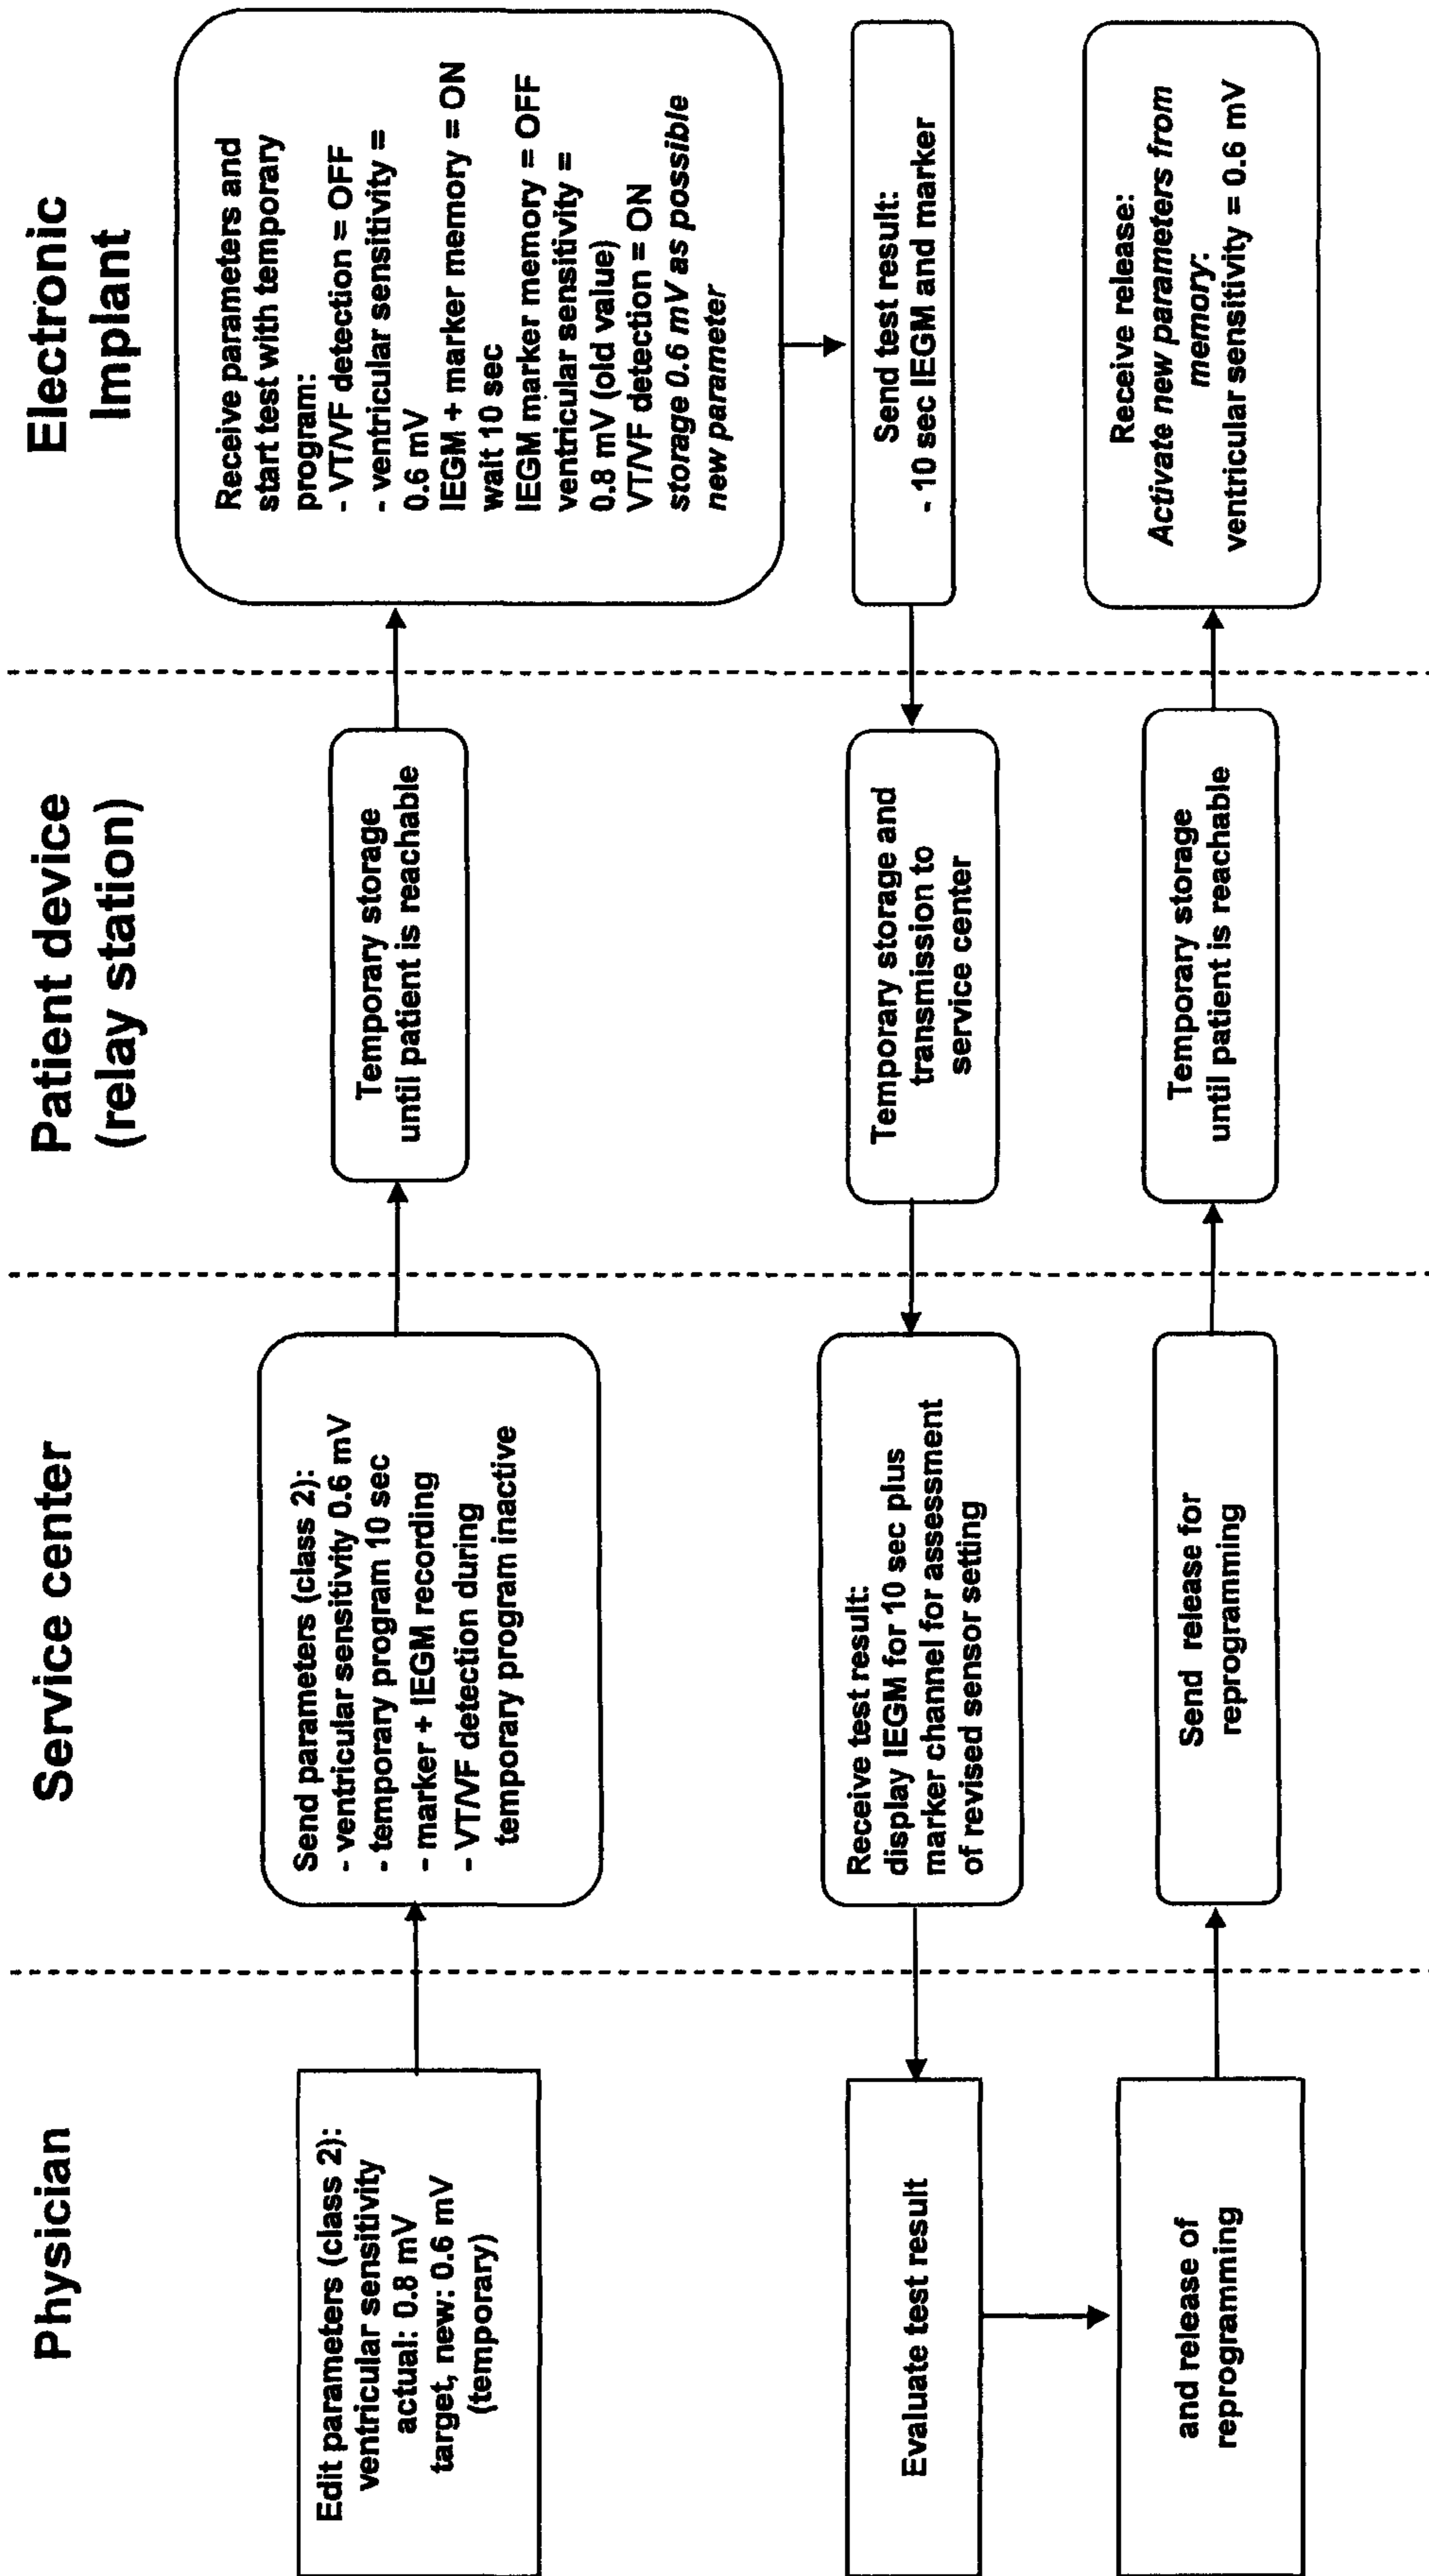 Physician
Service center
Patient device
(relay station)
Electronic
Implant
Edit parameters (class 2):
ventricular sensitivity
actual: 0.8 mV
target, new: 0.6 mV
(temporary)
Send parameters (class 2):
- ventricular sensitivity 0.6 mV
- temporary program 10 sec
- marker + IEGM recording
- VT/VF detection during
temporary program inactive
Temporary storage
until patient is reachable
Receive parameters and
start test with temporary
program:
- VT/VF detection = OFF
- ventricular sensitivity =
0.6 mV
IEGM + marker memory = ON
wait 10 sec
IEGM marker memory = OFF
ventricular sensitivity =
0.8 mV (old value)
VT/VF detection = ON
storage 0.6 mV as possible
new parameter
Evaluate test result
Receive test result:
display IEGM for 10 sec plus
marker channel for assessment
of revised sensor setting
Temporary storage and
transmission to
service center
Send test result:
- 10 sec IEGM and marker
and release of
reprogramming
Send release for
reprogramming
Temporary storage
until patient is reachable
Receive release:
Activate new parameters from
memory:
ventricular sensitivity = 0.6 mV